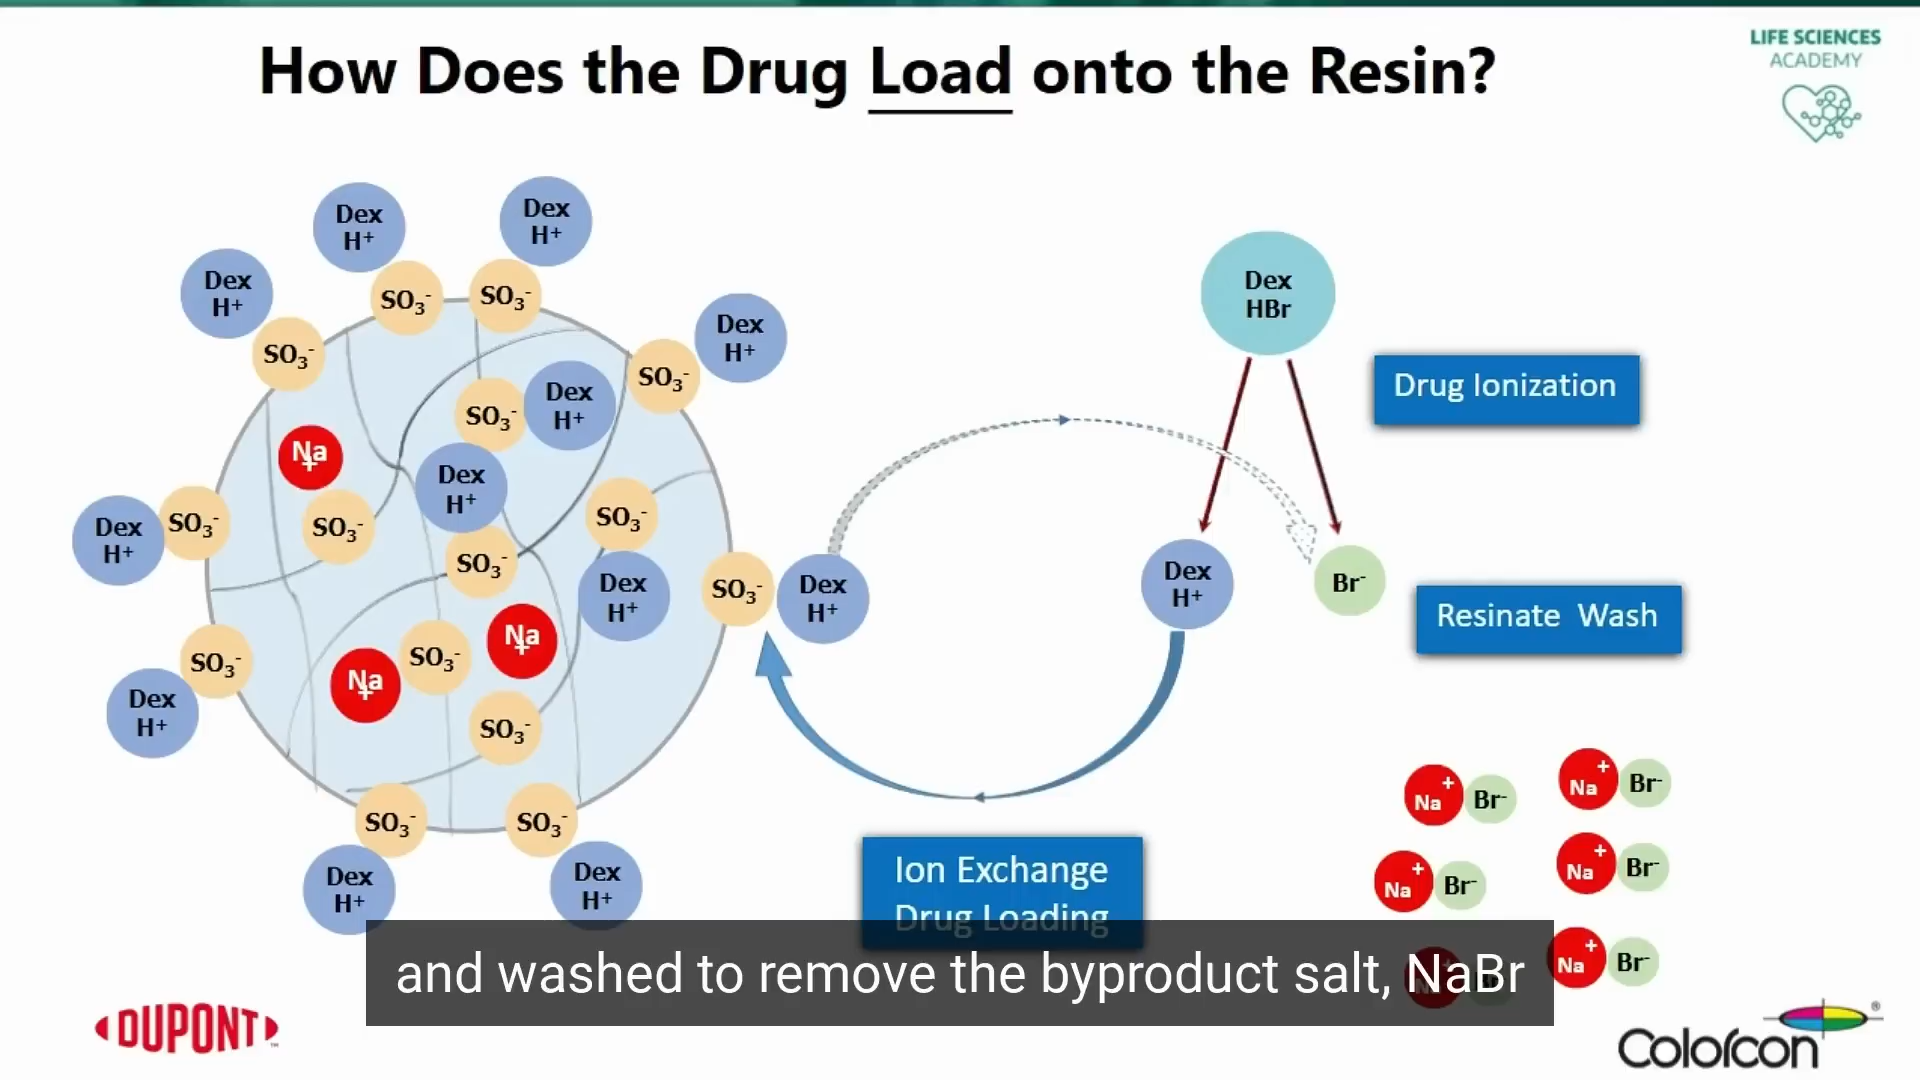 How Does the Drug Load onto the Resin?
LIFE SCIENCES
ACADEMY
Dex
H+
Dex
H+
Dex
H+
Dex
HBr
SO3-
SO3-
Dex
H+
SO3-
SO3-
Dex
H+
Drug Ionization
SO3-
Na
+
Dex
H+
SO3-
SO3-
Dex
H+
SO3-
SO3-
Dex
H+
SO3-
Dex
H+
Dex
H+
Br-
Resinate Wash
Na
+
SO3-
SO3-
Na
+
Dex
H+
SO3-
Na+
Br-
Na+
Br-
SO3-
SO3-
Dex
H+
Dex
H+
Ion Exchange
Drug Loading
Na+
Br-
Na+
Br-
Na+
Br-
and washed to remove the byproduct salt, NaBr
DUPONT™
Colorcon®